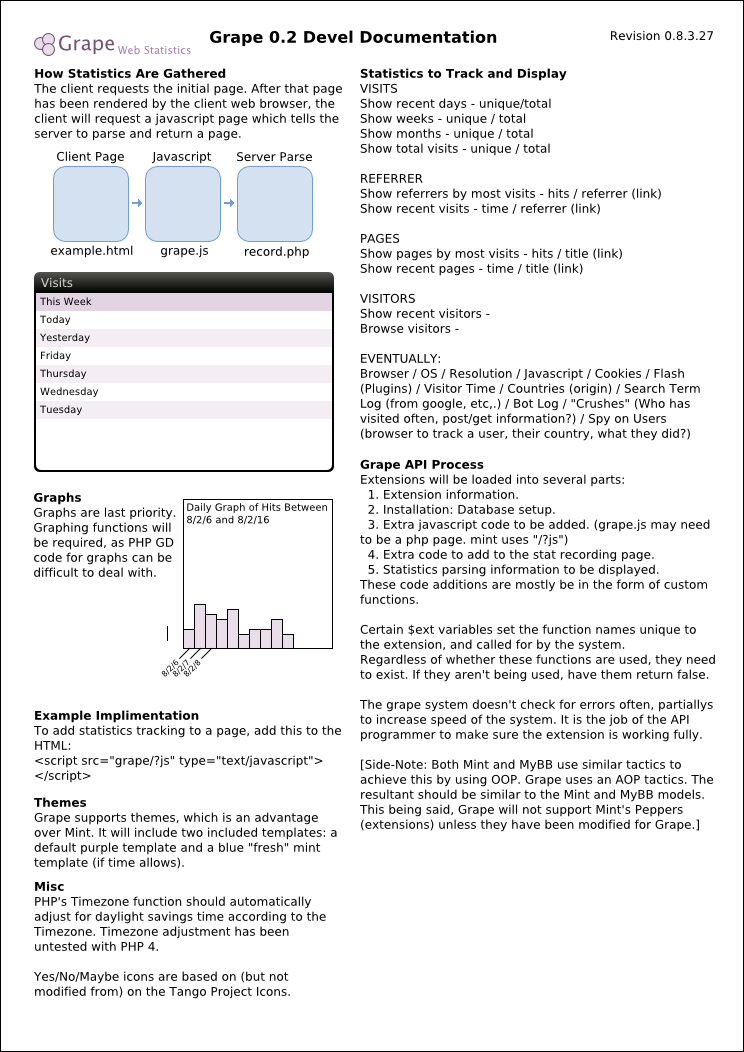 Grape Web Statistics
Grape 0.2 Devel Documentation
Revision 0.8.3.27
How Statistics Are Gathered
The client requests the initial page. After that page
has been rendered by the client web browser, the
client will request a javascript page which tells the
server to parse and return a page.
Client Page
Javascript
Server Parse
example.html
grape.js
record.php
Visits
This Week
Today
Yesterday
Friday
Thursday
Wednesday
Tuesday
Graphs
Graphs are last priority.
Graphing functions will
be required, as PHP GD
code for graphs can be
difficult to deal with.
Daily Graph of Hits Between
8/2/6 and 8/2/16
8/2/6
8/2/7
8/2/8
Example Implimentation
To add statistics tracking to a page, add this to the
HTML:
<script src="grape/?js" type="text/javascript">
</script>
Themes
Grape supports themes, which is an advantage
over Mint. It will include two included templates: a
default purple template and a blue "fresh" mint
template (if time allows).
Misc
PHP's Timezone function should automatically
adjust for daylight savings time according to the
Timezone. Timezone adjustment has been
untested with PHP 4.
Yes/No/Maybe icons are based on (but not
modified from) on the Tango Project Icons.
Statistics to Track and Display
VISITS
Show recent days - unique/total
Show weeks - unique / total
Show months - unique / total
Show total visits - unique / total
REFERRER
Show referrers by most visits - hits / referrer (link)
Show recent visits - time / referrer (link)
PAGES
Show pages by most visits - hits / title (link)
Show recent pages - time / title (link)
VISITORS
Show recent visitors -
Browse visitors -
EVENTUALLY:
Browser / OS / Resolution / Javascript / Cookies / Flash
(Plugins) / Visitor Time / Countries (origin) / Search Term
Log (from google, etc,.) / Bot Log / "Crushes" (Who has
visited often, post/get information?) / Spy on Users
(browser to track a user, their country, what they did?)
Grape API Process
Extensions will be loaded into several parts:
1. Extension information.
2. Installation: Database setup.
3. Extra javascript code to be added. (grape.js may need
to be a php page. mint uses "/?js")
4. Extra code to add to the stat recording page.
5. Statistics parsing information to be displayed.
These code additions are mostly be in the form of custom
functions.
Certain $ext variables set the function names unique to
the extension, and called for by the system.
Regardless of whether these functions are used, they need
to exist. If they aren't being used, have them return false.
The grape system doesn't check for errors often, partiallys
to increase speed of the system. It is the job of the API
programmer to make sure the extension is working fully.
[Side-Note: Both Mint and MyBB use similar tactics to
achieve this by using OOP. Grape uses an AOP tactics. The
resultant should be similar to the Mint and MyBB models.
This being said, Grape will not support Mint's Peppers
(extensions) unless they have been modified for Grape.]